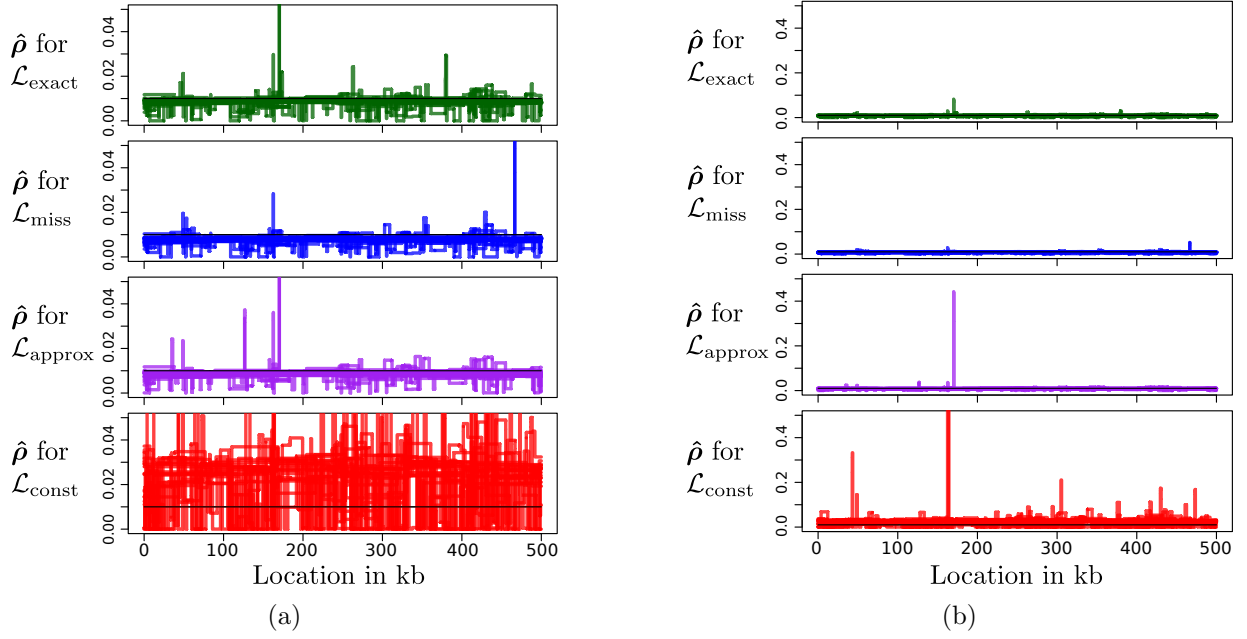 0.00 0.02 0.04
ρ̂ for
ℒexact
0.00 0.02 0.04
ρ̂ for
ℒmiss
0.00 0.02 0.04
ρ̂ for
ℒapprox
0.00 0.02 0.04
ρ̂ for
ℒconst
0 100 200 300 400 500
Location in kb
(a)
0.0 0.2 0.4
ρ̂ for
ℒexact
0.0 0.2 0.4
ρ̂ for
ℒmiss
0.0 0.2 0.4
ρ̂ for
ℒapprox
0.0 0.2 0.4
ρ̂ for
ℒconst
0 100 200 300 400 500
Location in kb
(b)